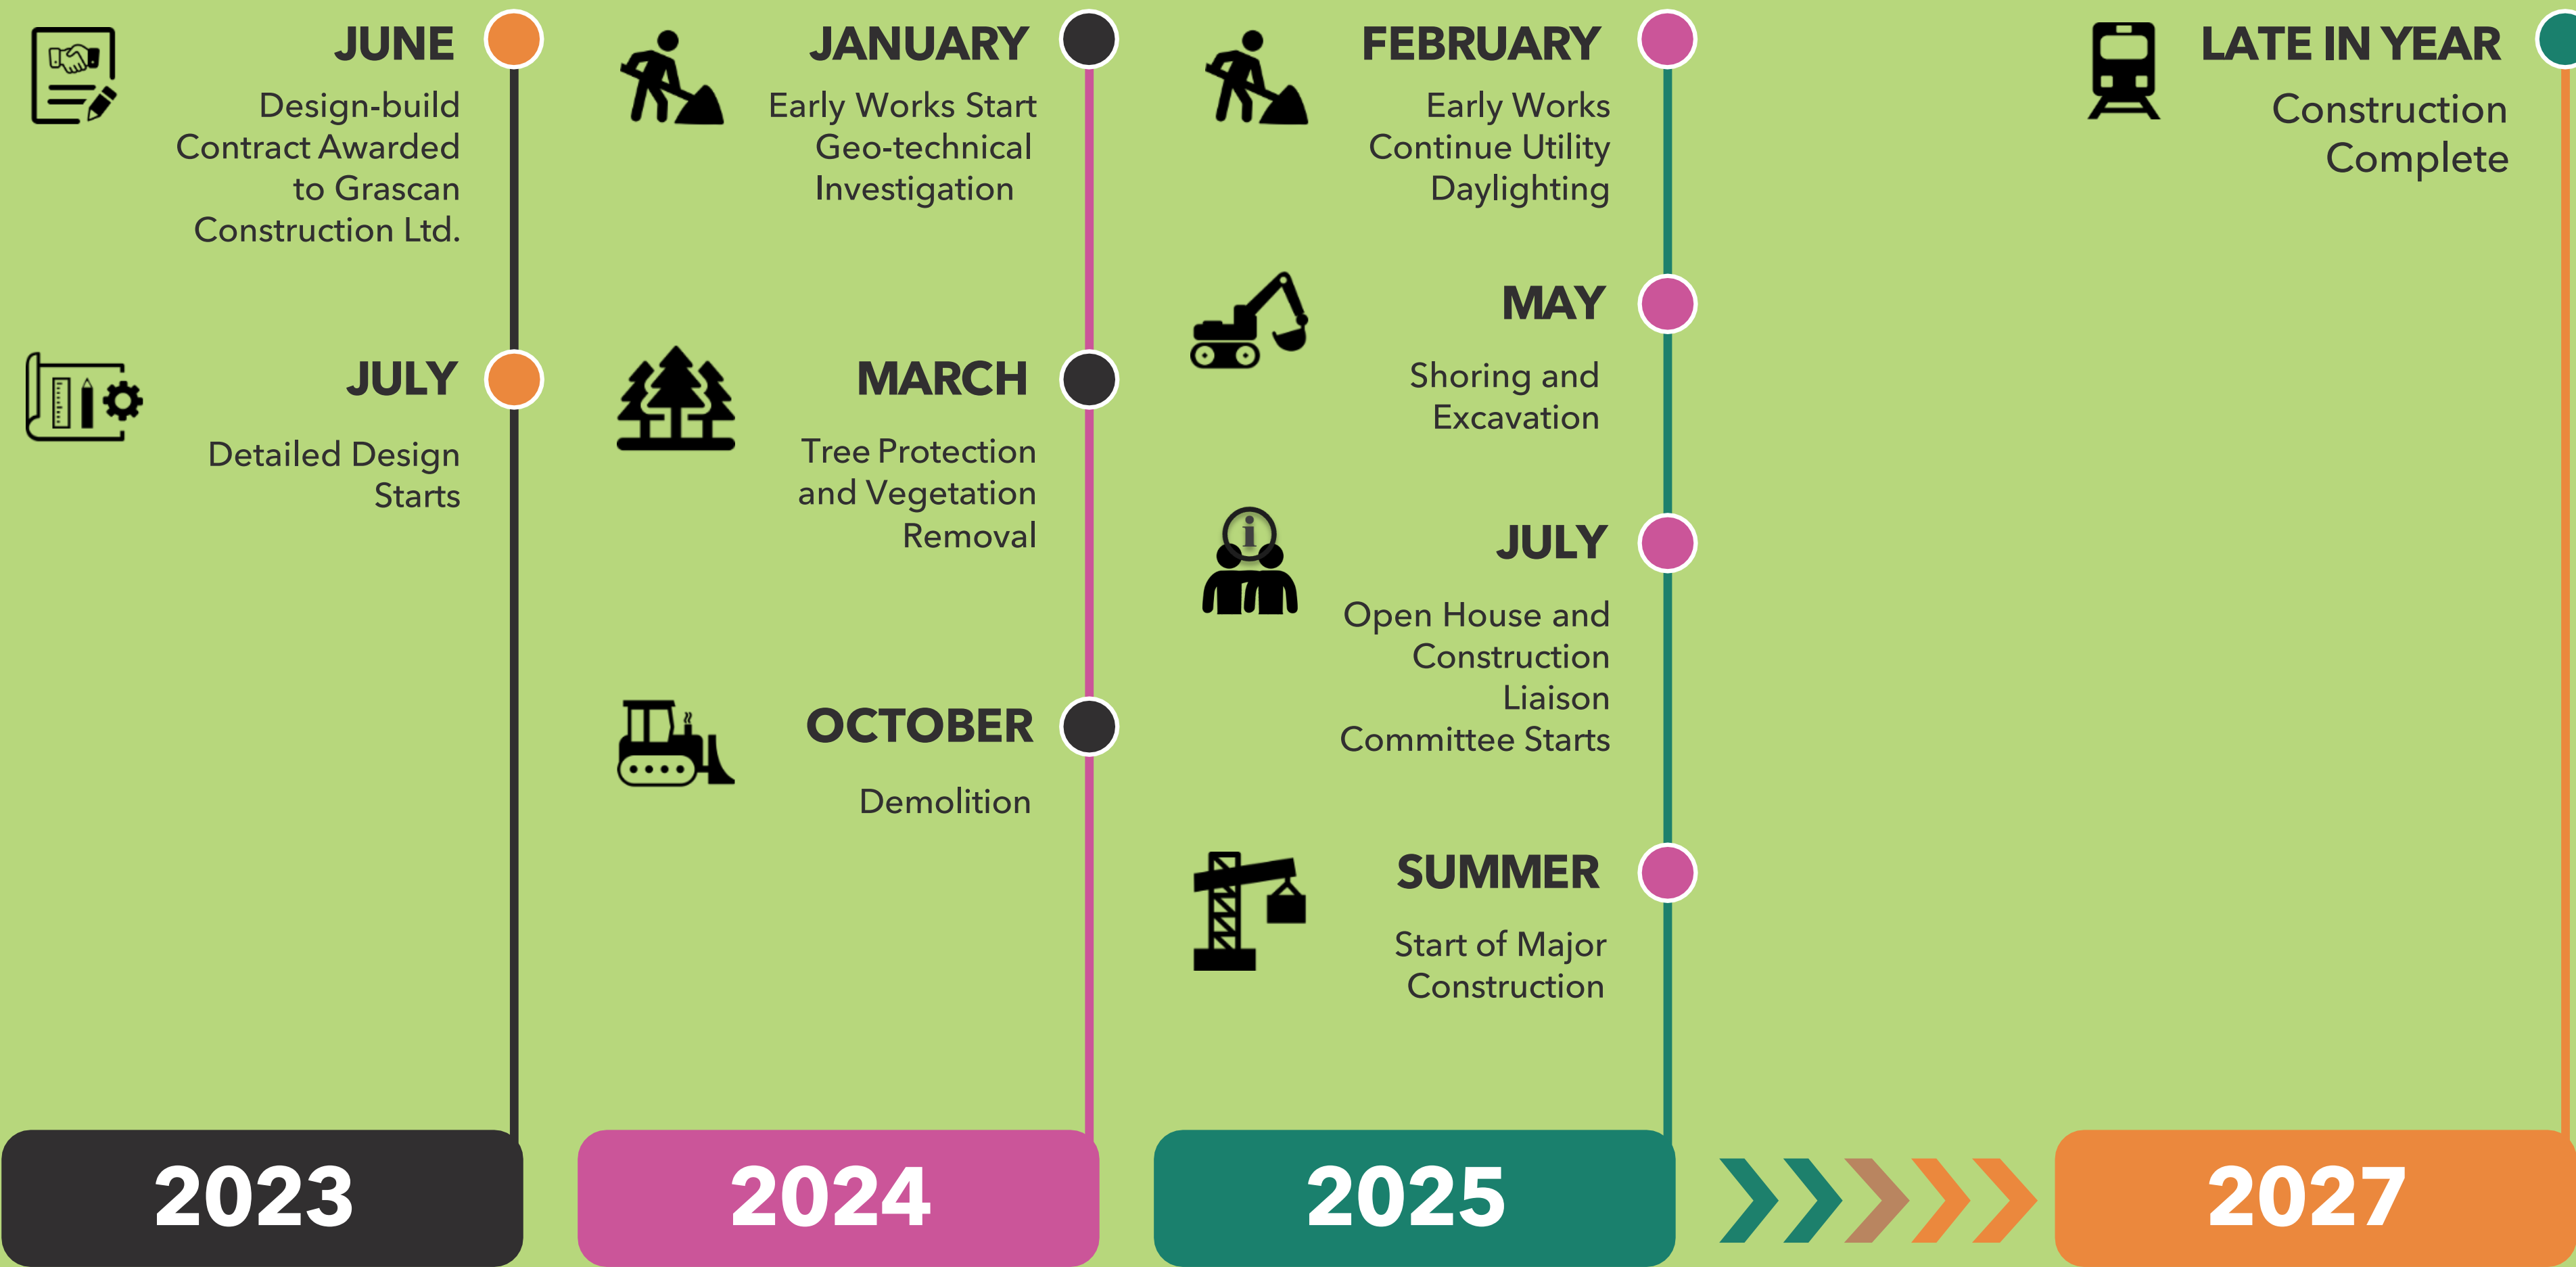 JUNE
Design-build
Contract Awarded
to Grascan
Construction Ltd.
JULY
Detailed Design
Starts
2023
JANUARY
Early Works Start
Geo-technical
Investigation
MARCH
Tree Protection
and Vegetation
Removal
OCTOBER
Demolition
2024
FEBRUARY
Early Works
Continue Utility
Daylighting
MAY
Shoring and
Excavation
i
JULY
Open House and
Construction
Liaison
Committee Starts
SUMMER
Start of Major
Construction
2025
LATE IN YEAR
Construction
Complete
2027